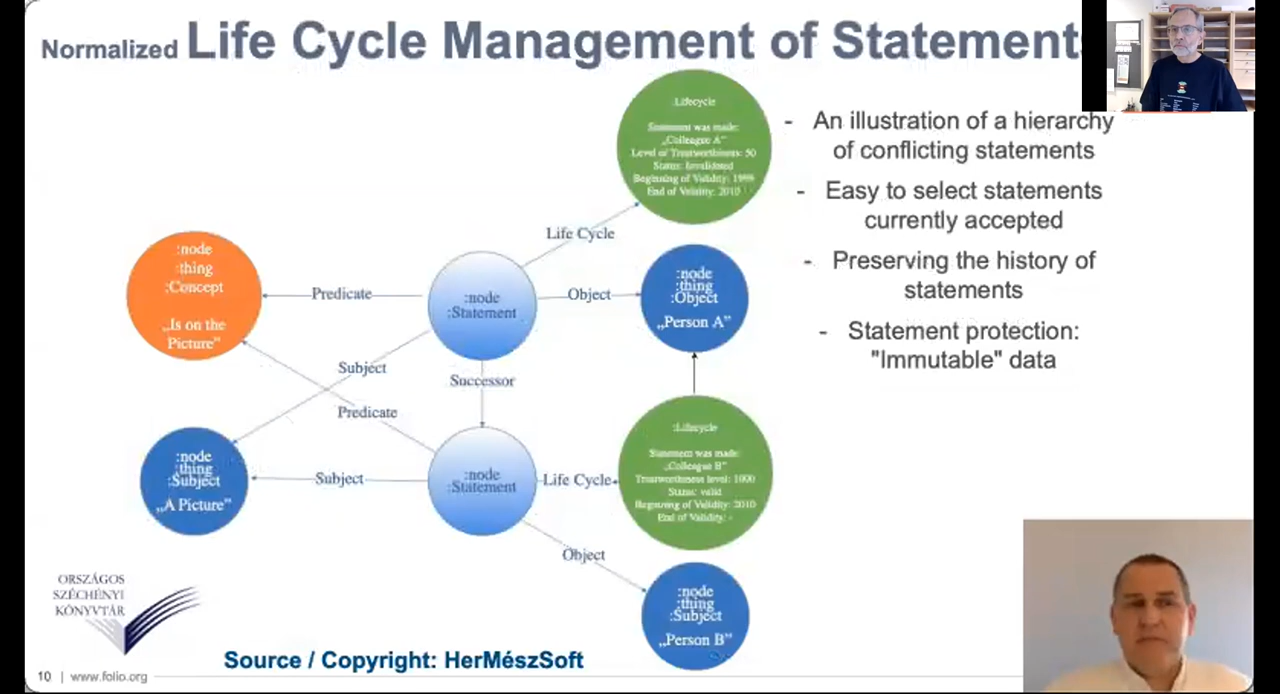 Normalized Life Cycle Management of Statements
:Lifecycle
Statement was made:
„Colleague A"
Level of Trustworthiness: 50
Status: Invalidated
Beginning of Validity: 1999
End of Validity: 2010
- An illustration of a hierarchy
of conflicting statements
- Easy to select statements
currently accepted
- Preserving the history of
statements
- Statement protection:
"Immutable" data
Life Cycle
:node
:thing
:Concept
„Is on the
Picture"
Predicate
:node
:Statement
Object
:node
:thing
:Object
„Person A"
Subject
Successor
Predicate
:node
:thing
:Subject
„A Picture"
Subject
:node
:Statement
Life Cycle
:Lifecycle
Statement was made:
„Colleague B"
Trustworthiness level: 1000
Status: valid
Beginning of Validity: 2010
End of Validity: -
Object
:node
:thing
:Subject
„Person B"
ORSZÁGOS
SZÉCHÉNYI
KÖNYVTÁR
Source / Copyright: HerMészSoft
10 | www.folio.org